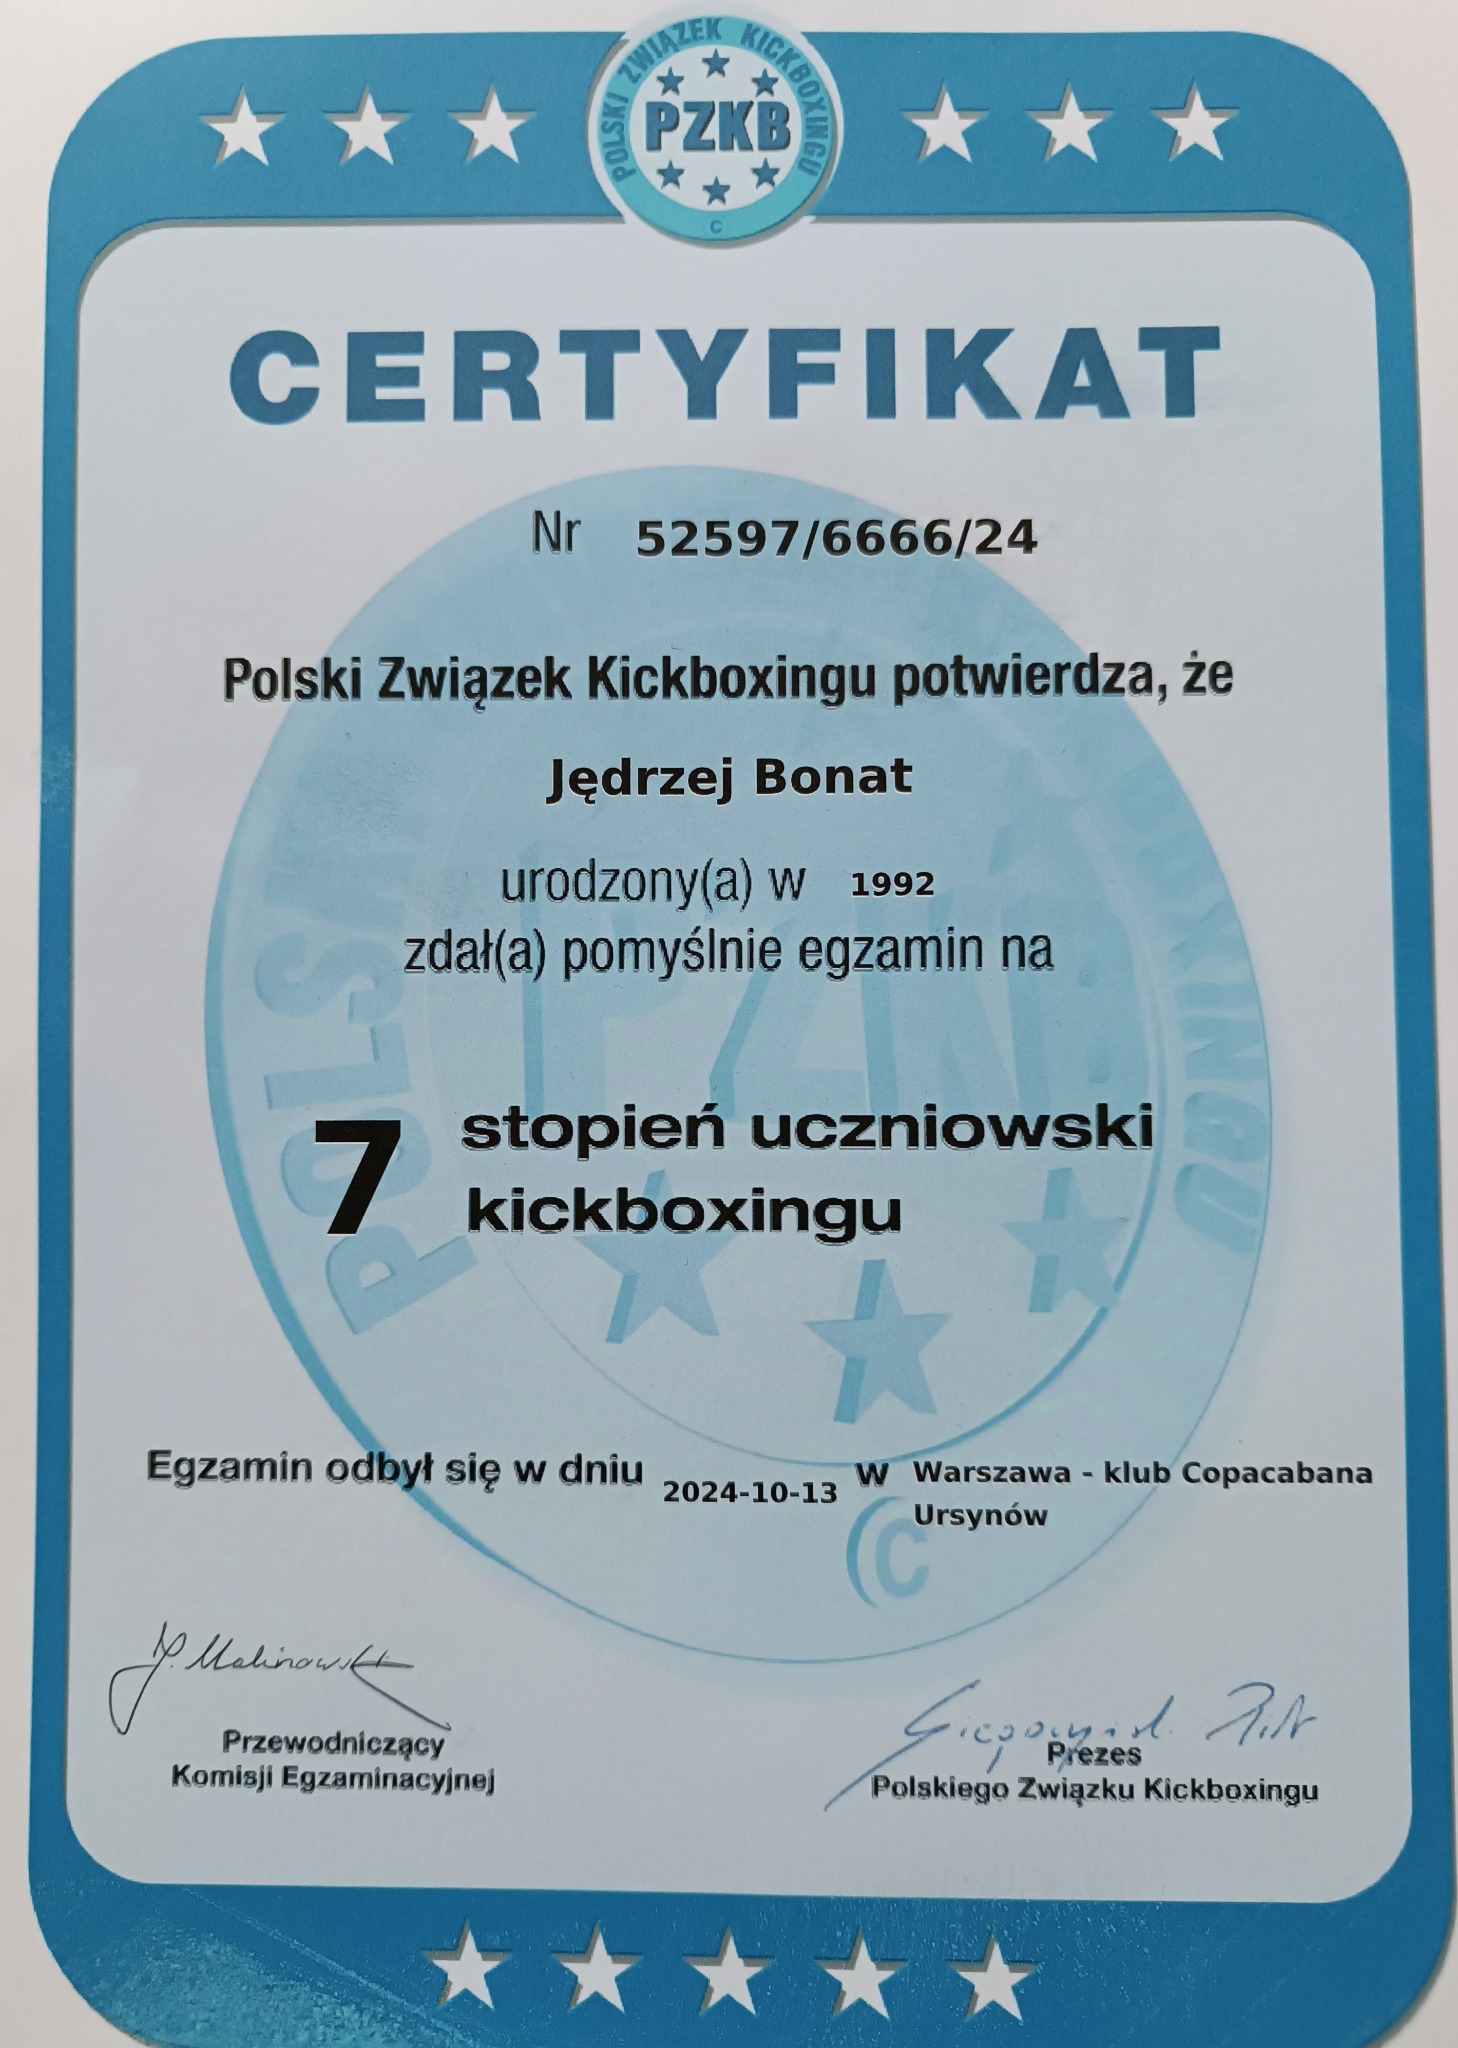 POLSKI ZWIĄZEK KICKBOXINGU
PZKB
C
CERTYFIKAT
Nr 52597/6666/24
Polski Związek Kickboxingu potwierdza, że
Jędrzej Bonat
urodzony(a) w 1992
zdał(a) pomyślnie egzamin na
7 stopień uczniowski
kickboxingu
Egzamin odbył się w dniu 2024-10-13 w Warszawa - klub Copacabana
Ursynów
J. Malinowski
Przewodniczący
Komisji Egzaminacyjnej
Prezes
Polskiego Związku Kickboxingu